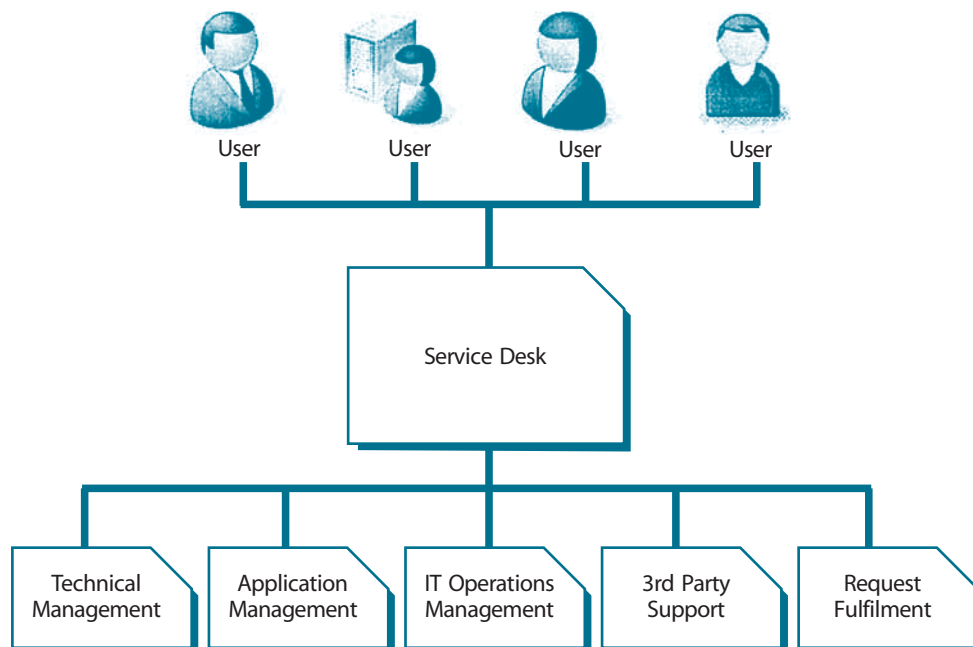 User
User
User
User
Service Desk
Technical
Management
Application
Management
IT Operations
Management
3rd Party
Support
Request
Fulfilment